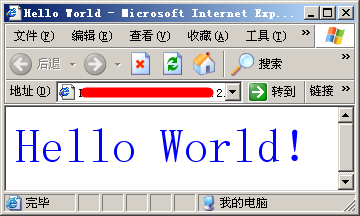 Hello World - Microsoft Internet Exp...
文件(F) 编辑(E) 查看(V) 收藏(A) 工具(T) »
后退 搜索 »
地址(D) 2. 转到 链接 »
Hello World!
完毕 我的电脑